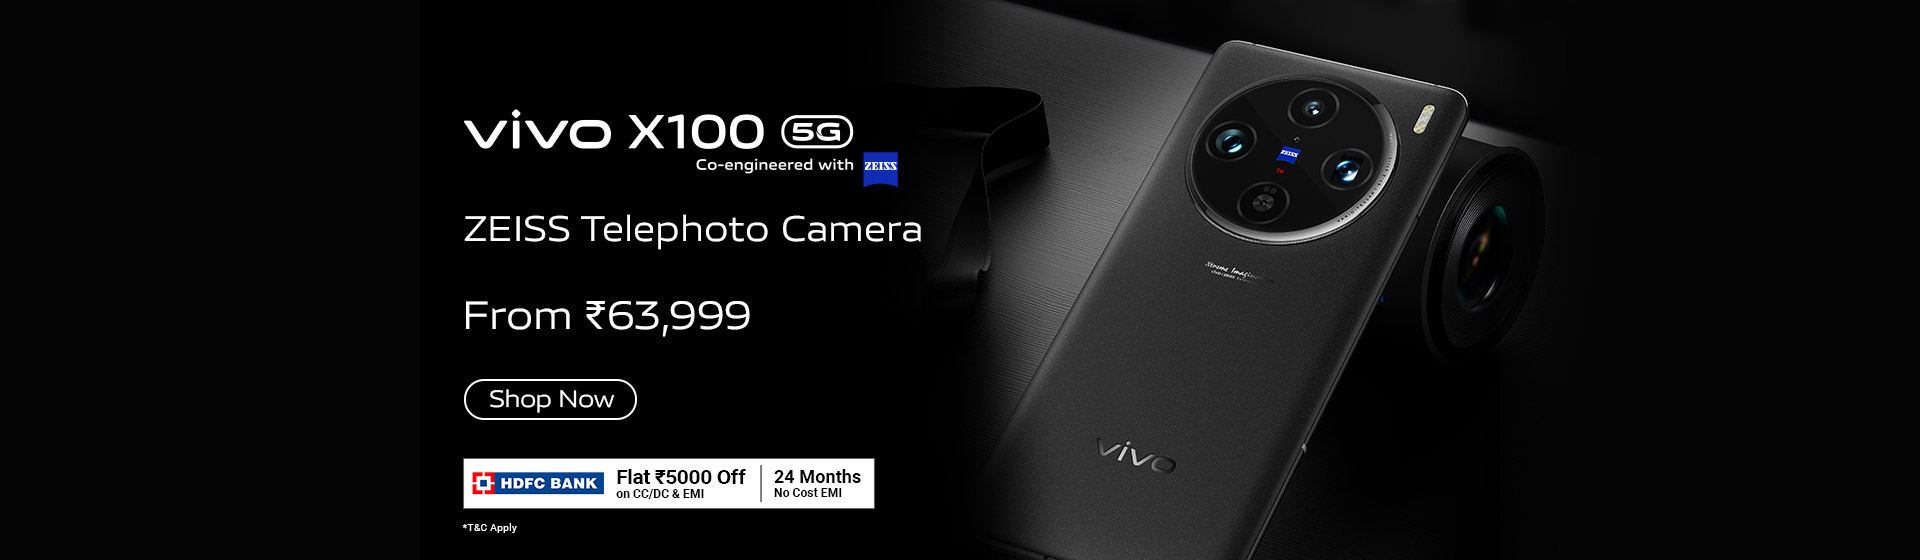 vivo X100 5G
Co-engineered with ZEISS
ZEISS Telephoto Camera
From ₹63,999
Shop Now
HDFC BANK
Flat ₹5000 Off
on CC/DC & EMI
24 Months
No Cost EMI
*T&C Apply
ZEISS
T*
vivo